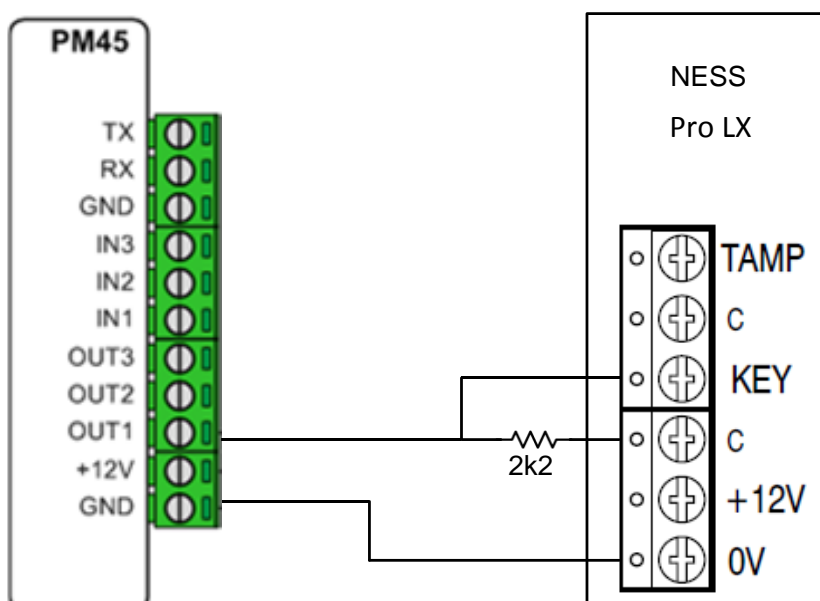 PM45
TX
RX
GND
IN3
IN2
IN1
OUT3
OUT2
OUT1
+12V
GND
2k2
NESS
Pro LX
TAMP
C
KEY
C
+12V
0V